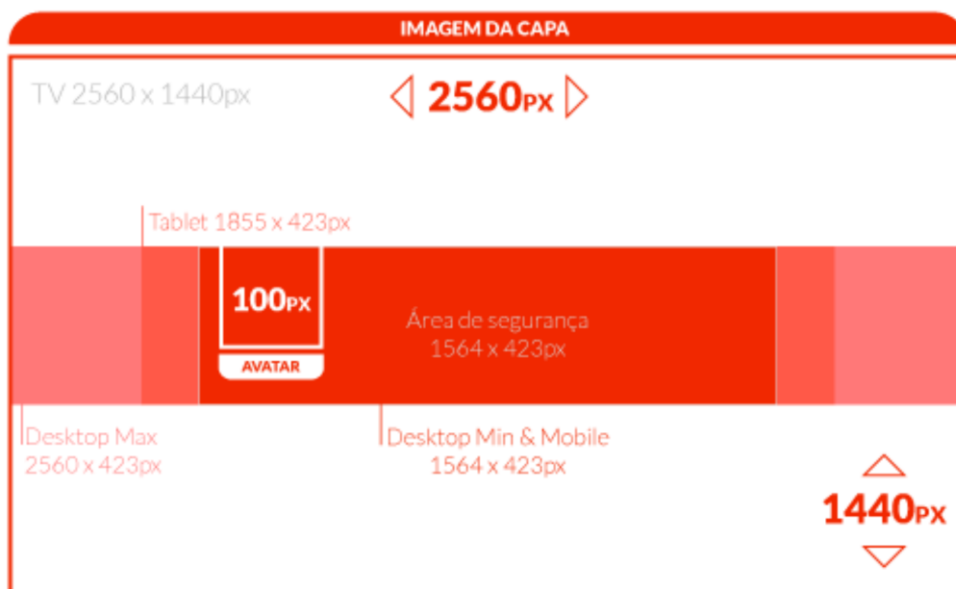 IMAGEM DA CAPA
TV 2560 x 1440px
2560PX
Tablet 1855 x 423px
100PX
AVATAR
Área de segurança
1564 x 423px
Desktop Max
2560 x 423px
Desktop Min & Mobile
1564 x 423px
1440PX